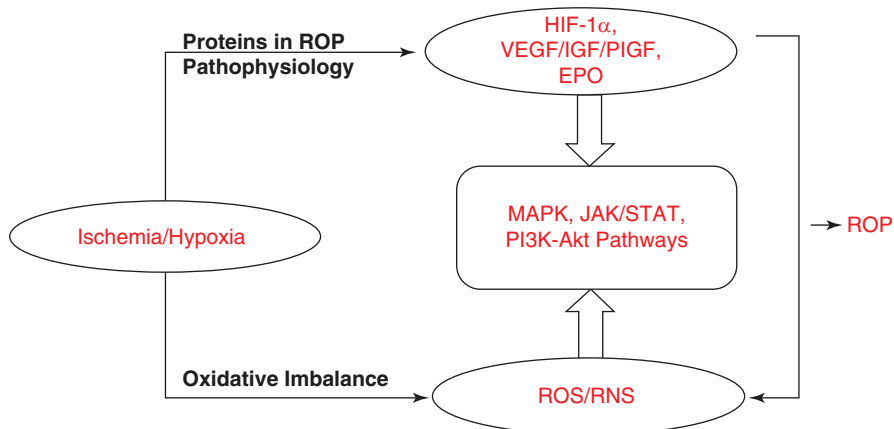 Proteins in ROP
Pathophysiology
HIF-1α,
VEGF/IGF/PIGF,
EPO
Ischemia/Hypoxia
MAPK, JAK/STAT,
PI3K-Akt Pathways
ROP
Oxidative Imbalance
ROS/RNS